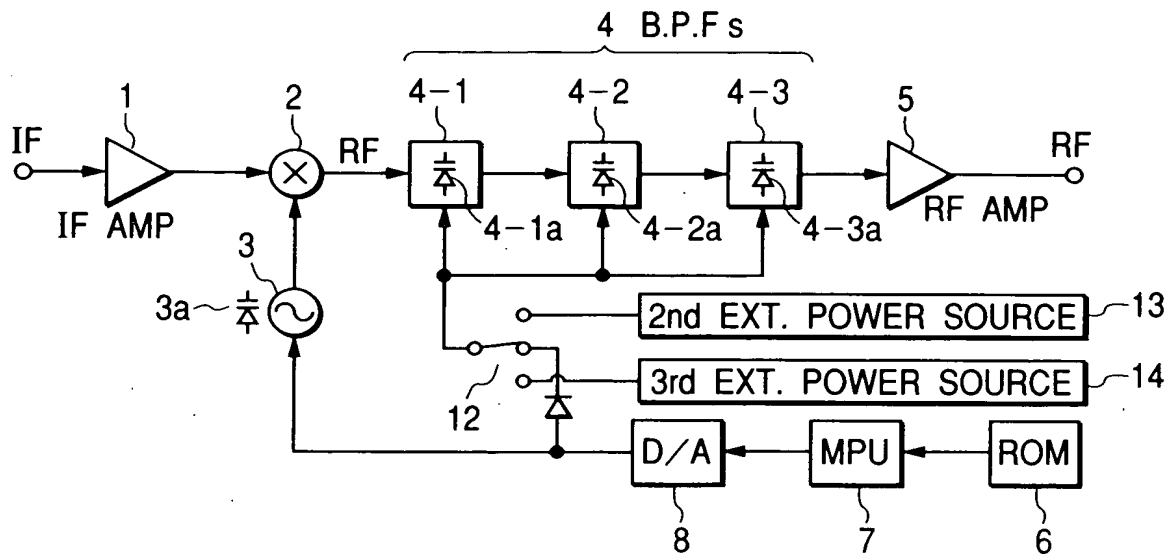 4 B.P.F s
1
2
4-1
4-2
4-3
5
IF
RF
RF
IF AMP
4-1a
4-2a
4-3a
RF AMP
3
3a
2nd EXT. POWER SOURCE
13
3rd EXT. POWER SOURCE
14
12
D/A
MPU
ROM
8
7
6